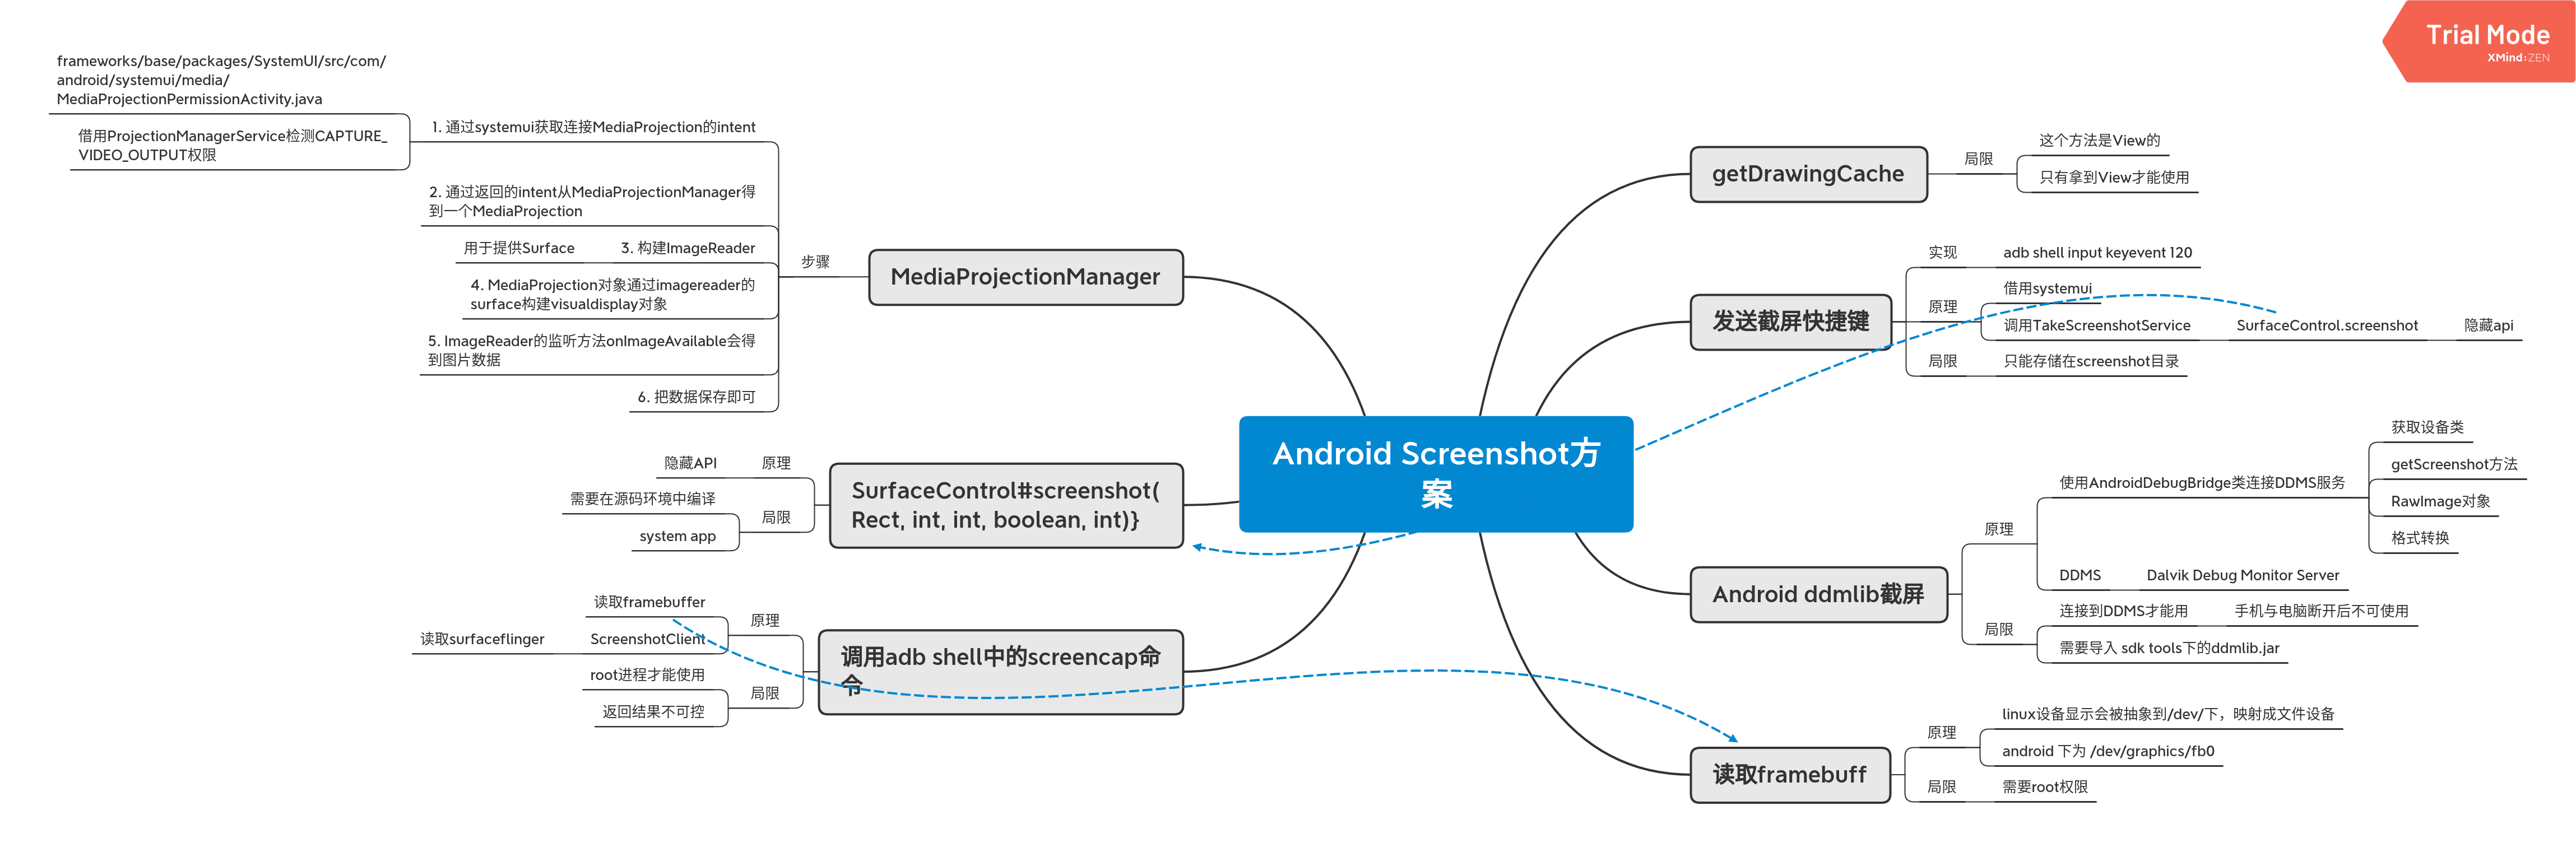 Trial Mode
XMind:ZEN
Android Screenshot方
案
getDrawingCache
局限
这个方法是View的
只有拿到View才能使用
发送截屏快捷键
实现
adb shell input keyevent 120
原理
借用systemui
调用TakeScreenshotService
SurfaceControl.screenshot
隐藏api
局限
只能存储在screenshot目录
Android ddmlib截屏
原理
使用AndroidDebugBridge类连接DDMS服务
获取设备类
getScreenshot方法
RawImage对象
格式转换
DDMS
Dalvik Debug Monitor Server
局限
连接到DDMS才能用
手机与电脑断开后不可使用
需要导入 sdk tools下的ddmlib.jar
读取framebuff
原理
linux设备显示会被抽象到/dev/下，映射成文件设备
android 下为 /dev/graphics/fb0
局限
需要root权限
MediaProjectionManager
步骤
1. 通过systemui获取连接MediaProjection的intent
frameworks/base/packages/SystemUI/src/com/
android/systemui/media/
MediaProjectionPermissionActivity.java
借用ProjectionManagerService检测CAPTURE_
VIDEO_OUTPUT权限
2. 通过返回的intent从MediaProjectionManager得
到一个MediaProjection
3. 构建ImageReader
用于提供Surface
4. MediaProjection对象通过imagereader的
surface构建visualdisplay对象
5. ImageReader的监听方法onImageAvailable会得
到图片数据
6. 把数据保存即可
SurfaceControl#screenshot(
Rect, int, int, boolean, int)}
原理
隐藏API
局限
需要在源码环境中编译
system app
调用adb shell中的screencap命
令
原理
读取framebuffer
ScreenshotClient
读取surfaceflinger
局限
root进程才能使用
返回结果不可控